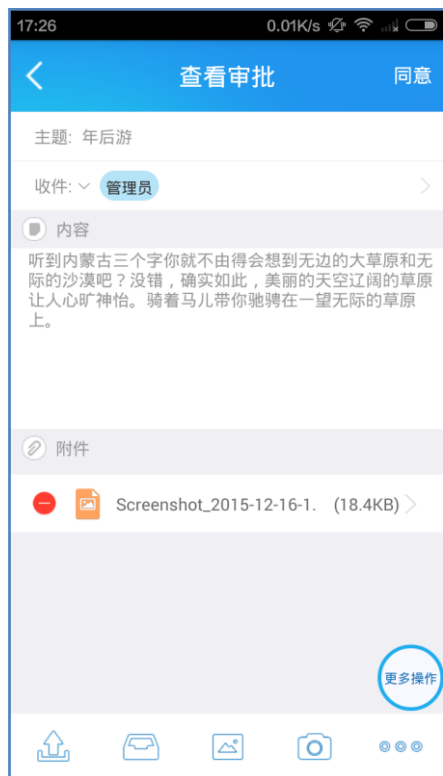 17:26 0.01K/s
查看审批 同意
主题: 年后游
收件: 管理员
内容
听到内蒙古三个字你就不由得会想到无边的大草原和无
际的沙漠吧？没错，确实如此，美丽的天空辽阔的草原
让人心旷神怡。骑着马儿带你驰骋在一望无际的草原
上。
附件
Screenshot_2015-12-16-1. (18.4KB)
更多操作